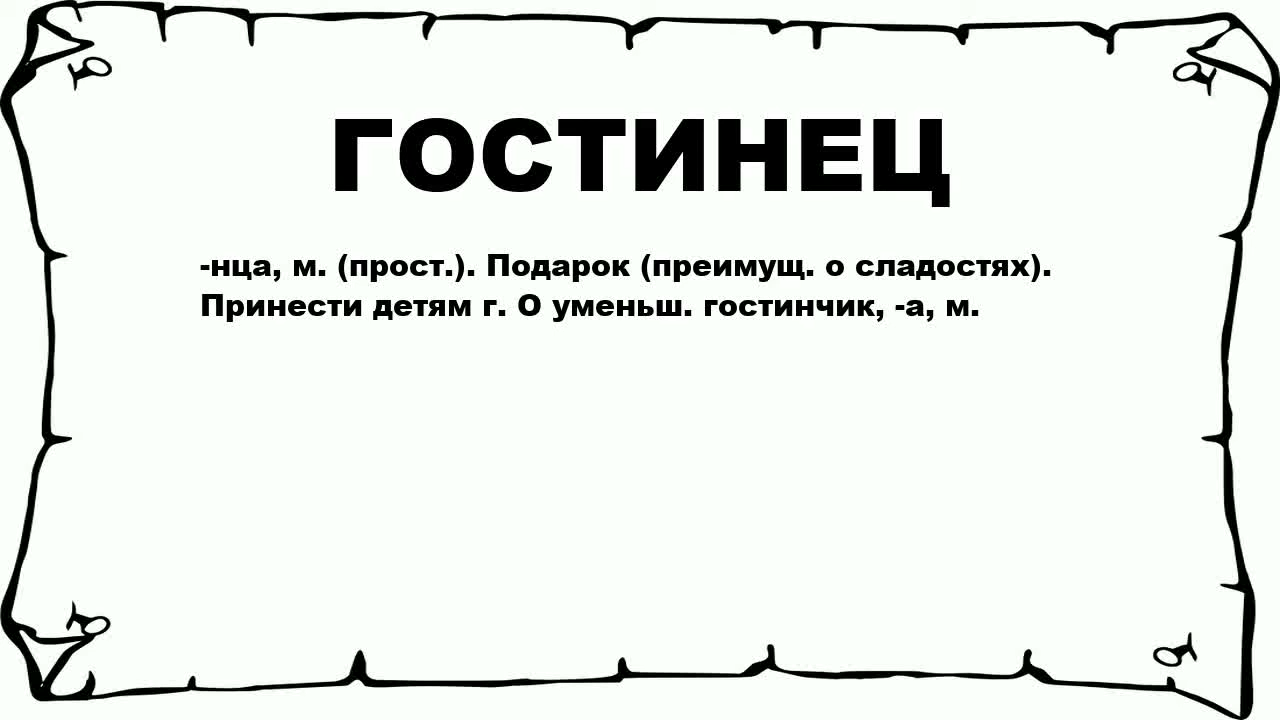 ГОСТИНЕЦ
-нца, м. (прост.). Подарок (преимущ. о сладостях).
Принести детям г. О уменьш. гостинчик, -а, м.